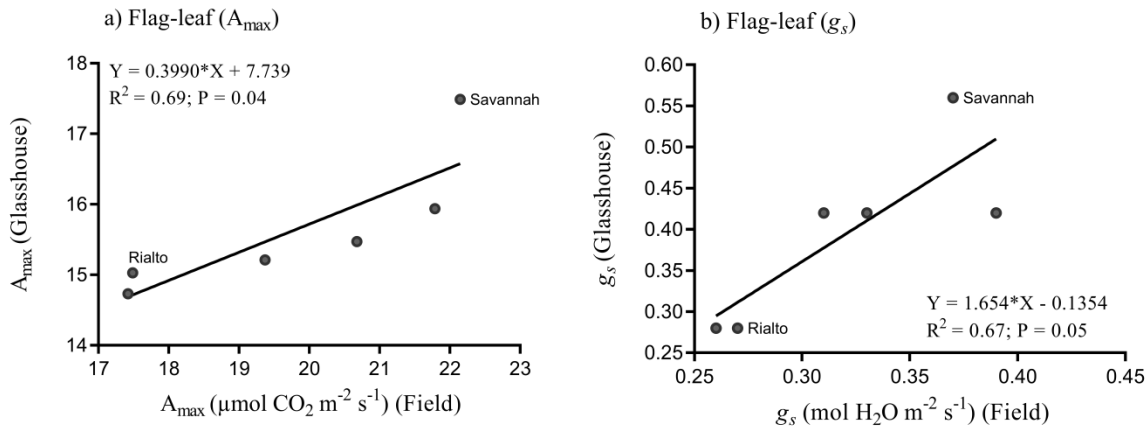 a) Flag-leaf (Aₘₐₓ)
Y = 0.3990*X + 7.739
R² = 0.69; P = 0.04
18
17
16
15
14
Aₘₐₓ (Glasshouse)
Savannah
Rialto
17 18 19 20 21 22 23
Aₘₐₓ (µmol CO₂ m⁻² s⁻¹) (Field)
b) Flag-leaf (gₛ)
0.60
0.55
0.50
0.45
0.40
0.35
0.30
0.25
gₛ (Glasshouse)
Savannah
Rialto
Y = 1.654*X - 0.1354
R² = 0.67; P = 0.05
0.25 0.30 0.35 0.40 0.45
gₛ (mol H₂O m⁻² s⁻¹) (Field)